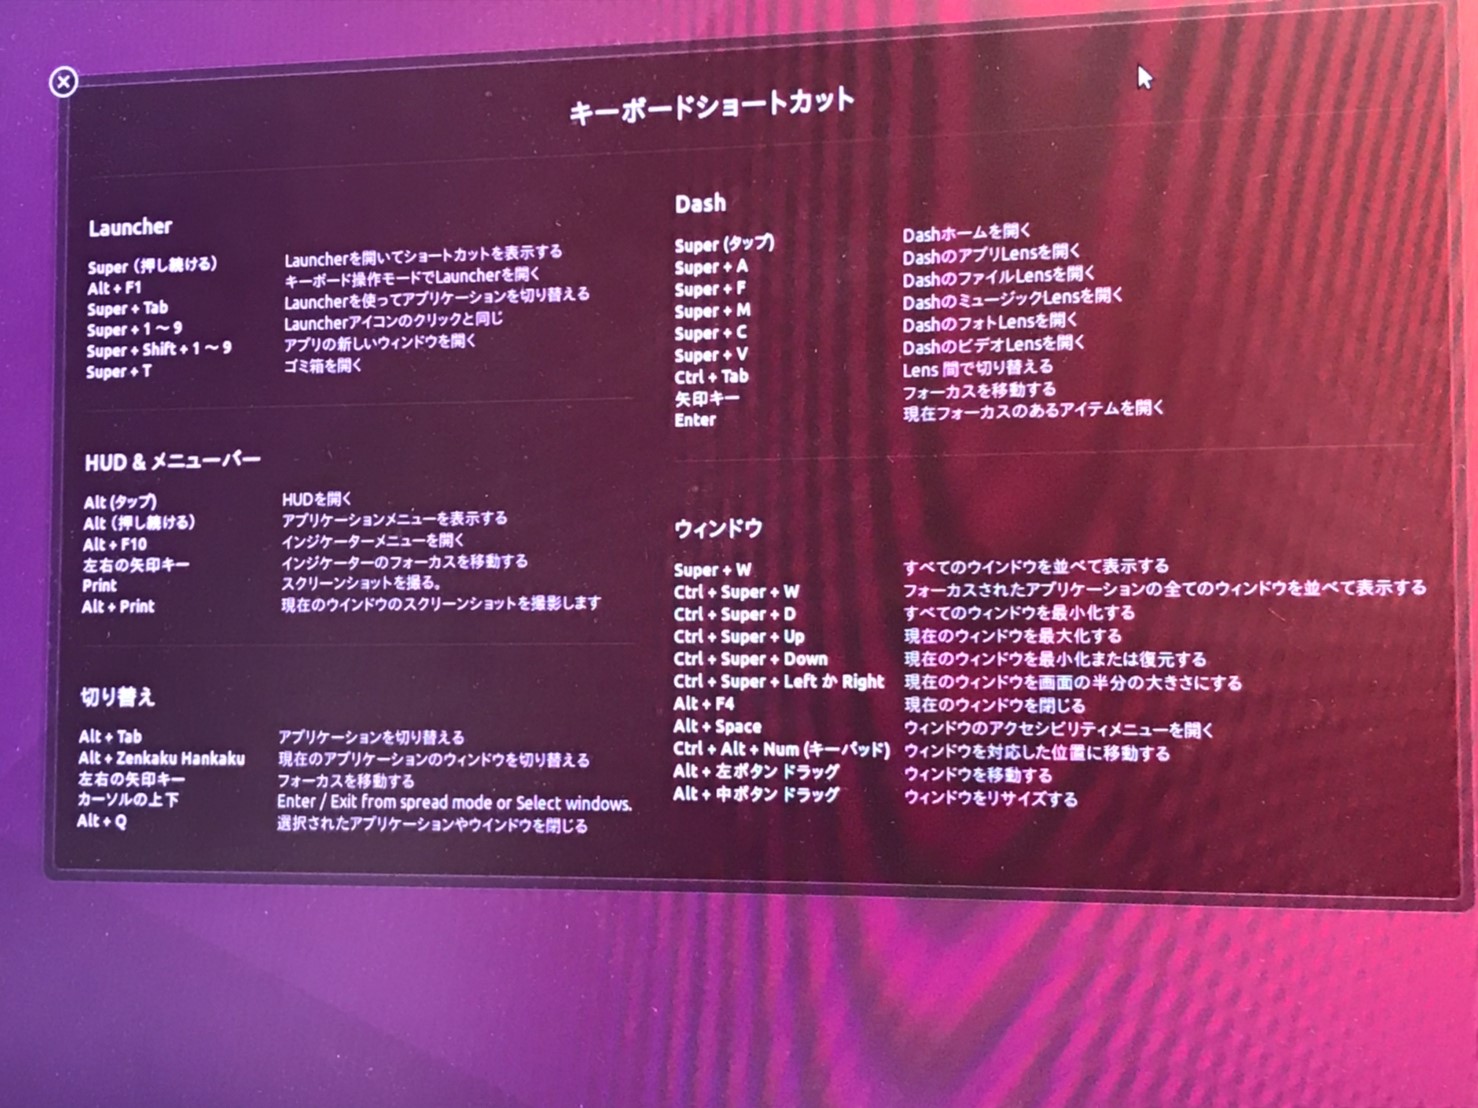 キーボードショートカット
Launcher
Super (押し続ける) Launcherを開いてショートカットを表示する
Alt + F1 キーボード操作モードでLauncherを開く
Super + Tab Launcherを使ってアプリケーションを切り替える
Super + 1 ～ 9 Launcherアイコンのクリックと同じ
Super + Shift + 1 ～ 9 アプリの新しいウィンドウを開く
Super + T ゴミ箱を開く
HUD & メニューバー
Alt (タップ) HUDを開く
Alt (押し続ける) アプリケーションメニューを表示する
Alt + F10 インジケーターメニューを開く
左右の矢印キー インジケーターのフォーカスを移動する
Print スクリーンショットを撮る。
Alt + Print 現在のウインドウのスクリーンショットを撮影します
切り替え
Alt + Tab アプリケーションを切り替える
Alt + Zenkaku Hankaku 現在のアプリケーションのウィンドウを切り替える
左右の矢印キー フォーカスを移動する
カーソルの上下 Enter / Exit from spread mode or Select windows.
Alt + Q 選択されたアプリケーションやウインドウを閉じる
Dash
Super (タップ) Dashホームを開く
Super + A DashのアプリLensを開く
Super + F DashのファイルLensを開く
Super + M DashのミュージックLensを開く
Super + C DashのフォトLensを開く
Super + V DashのビデオLensを開く
Ctrl + Tab Lens 間で切り替える
矢印キー フォーカスを移動する
Enter 現在フォーカスのあるアイテムを開く
ウィンドウ
Super + W すべてのウインドウを並べて表示する
Ctrl + Super + W フォーカスされたアプリケーションの全てのウィンドウを並べて表示する
Ctrl + Super + D すべてのウィンドウを最小化する
Ctrl + Super + Up 現在のウィンドウを最大化する
Ctrl + Super + Down 現在のウィンドウを最小化または復元する
Ctrl + Super + Left か Right 現在のウィンドウを画面の半分の大きさにする
Alt + F4 現在のウィンドウを閉じる
Alt + Space ウィンドウのアクセシビリティメニューを開く
Ctrl + Alt + Num (キーパッド) ウィンドウを対応した位置に移動する
Alt + 左ボタン ドラッグ ウィンドウを移動する
Alt + 中ボタン ドラッグ ウィンドウをリサイズする